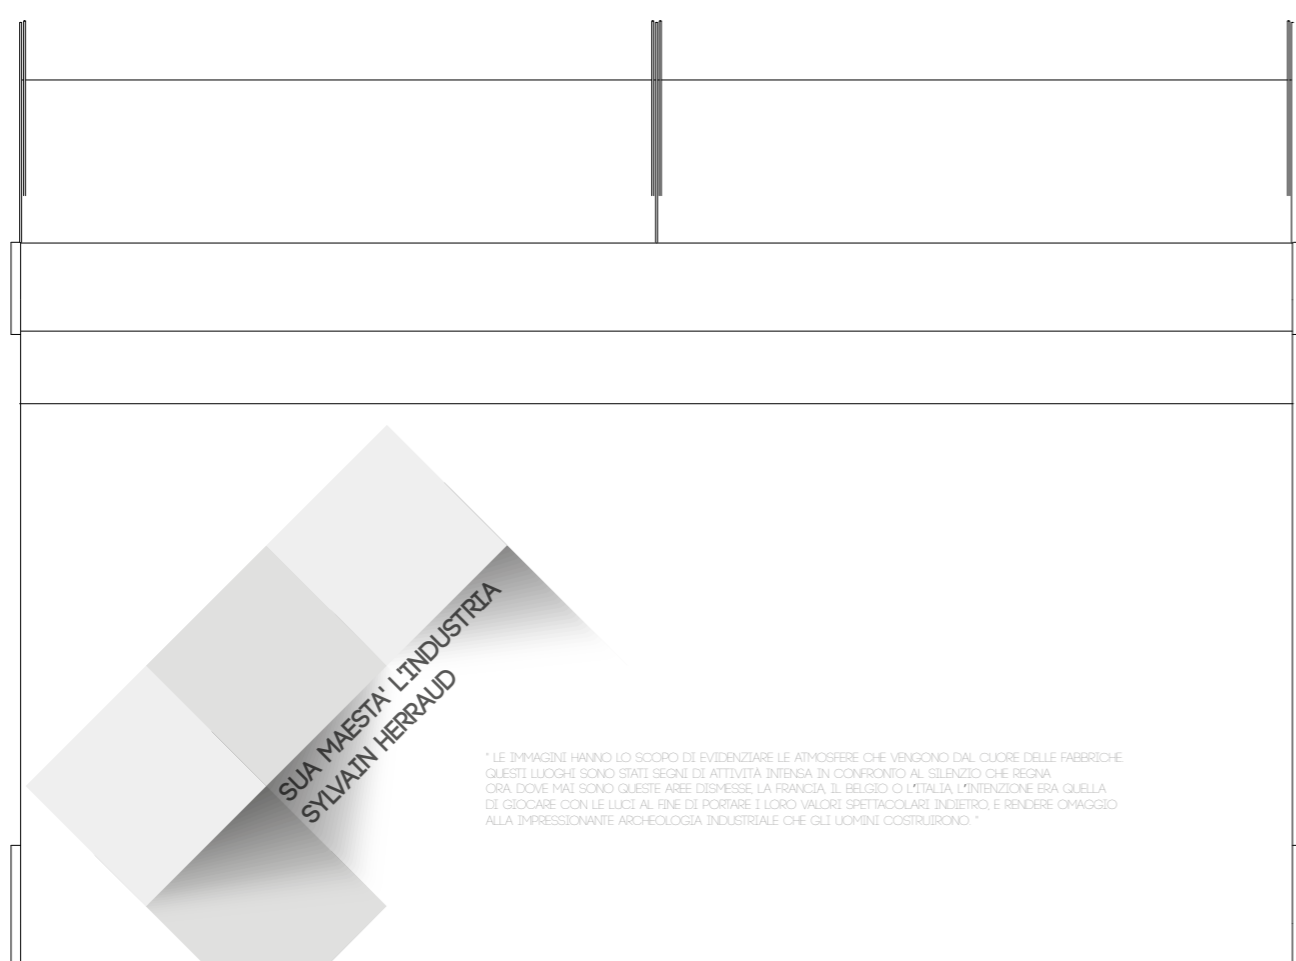 SUA MAESTA' L'INDUSTRIA
SYLVAIN HERRAUD
" LE IMMAGINI HANNO LO SCOPO DI EVIDENZIARE LE ATMOSFERE CHE VENGONO DAL CUORE DELLE FABBRICHE.
QUESTI LUOGHI SONO STATI SEGNI DI ATTIVITÀ INTENSA IN CONFRONTO AL SILENZIO CHE REGNA
ORA. DOVE MAI SONO QUESTE AREE DISMESSE, LA FRANCIA, IL BELGIO O L'ITALIA, L'INTENZIONE ERA QUELLA
DI GIOCARE CON LE LUCI AL FINE DI PORTARE I LORO VALORI SPETTACOLARI INDIETRO, E RENDERE OMAGGIO
ALLA IMPRESSIONANTE ARCHEOLOGIA INDUSTRIALE CHE GLI UOMINI COSTRUIRONO. "